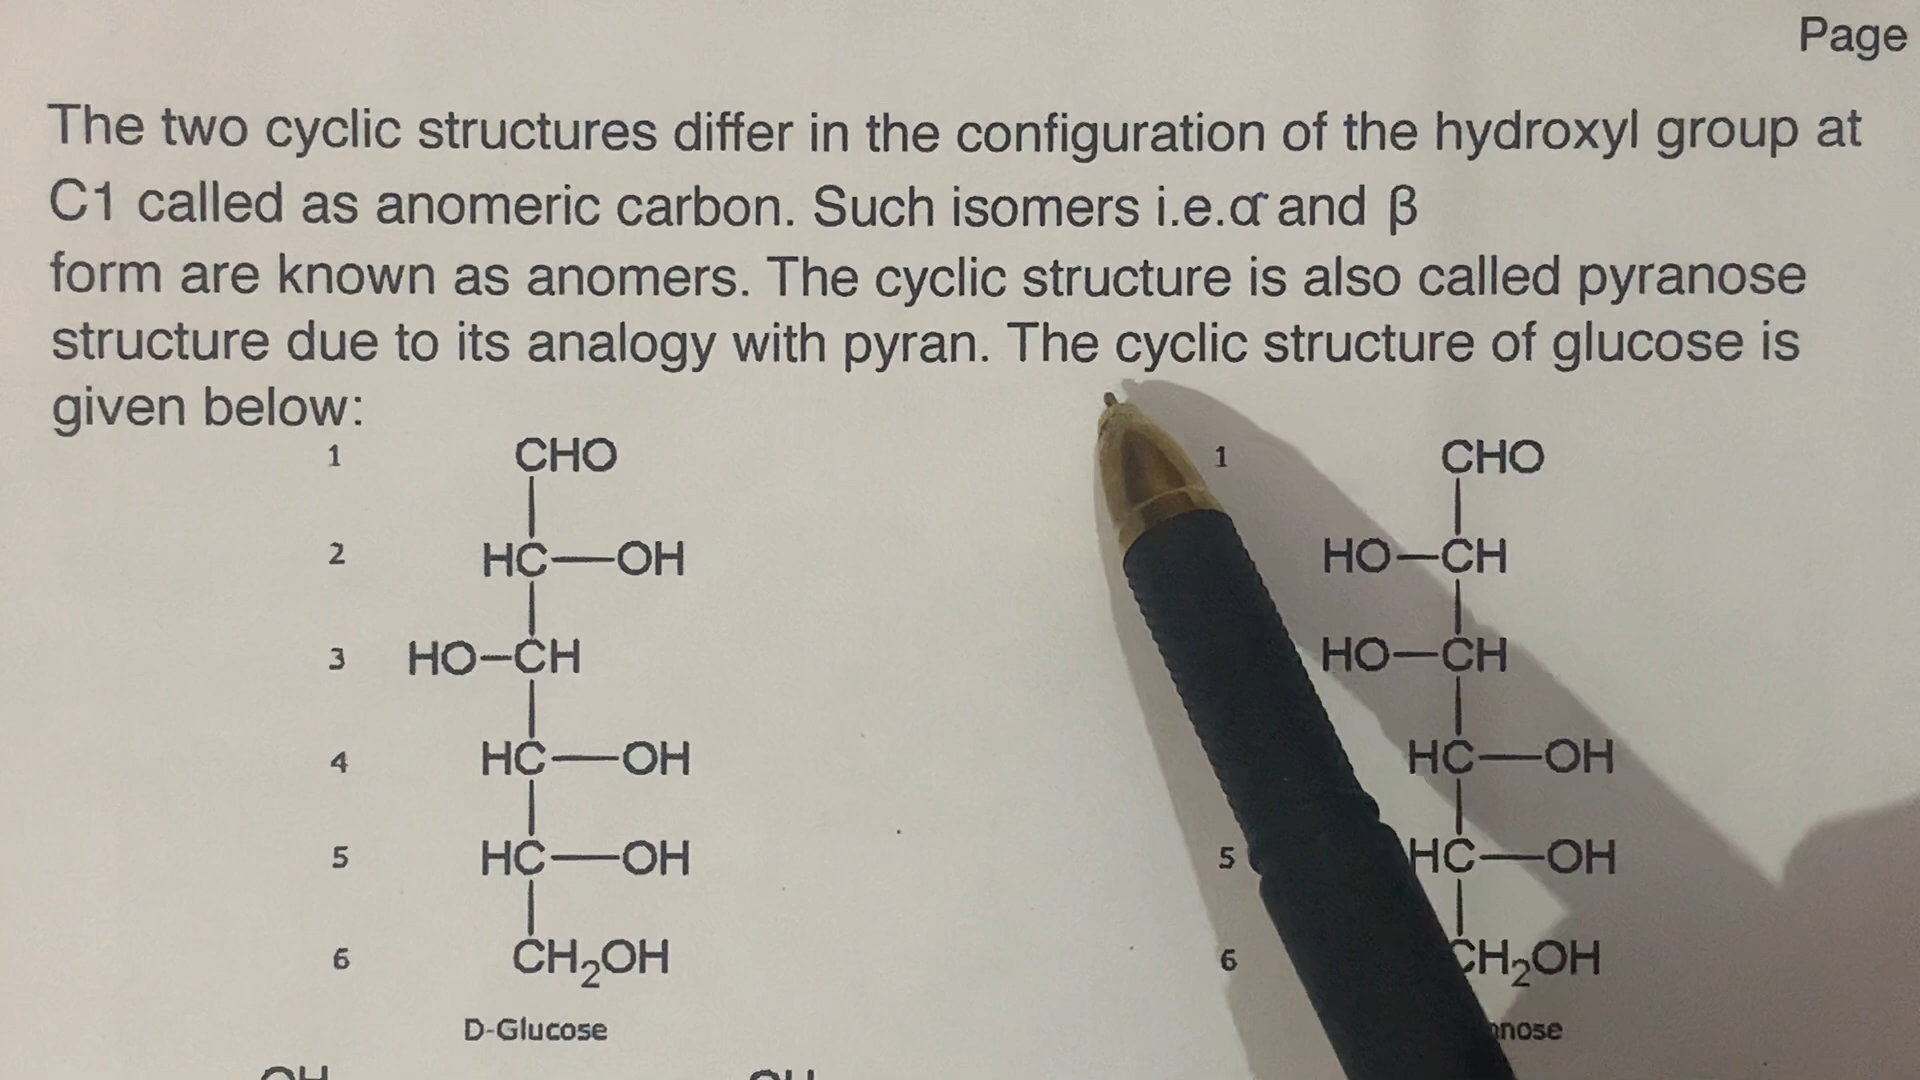 Page
The two cyclic structures differ in the configuration of the hydroxyl group at
C1 called as anomeric carbon. Such isomers i.e.α and β
form are known as anomers. The cyclic structure is also called pyranose
structure due to its analogy with pyran. The cyclic structure of glucose is
given below:
1 CHO 1 CHO
2 HC—OH HO—CH
3 HO—CH HO—CH
4 HC—OH HC—OH
5 HC—OH 5 HC—OH
6 CH₂OH 6 CH₂OH
D-Glucose